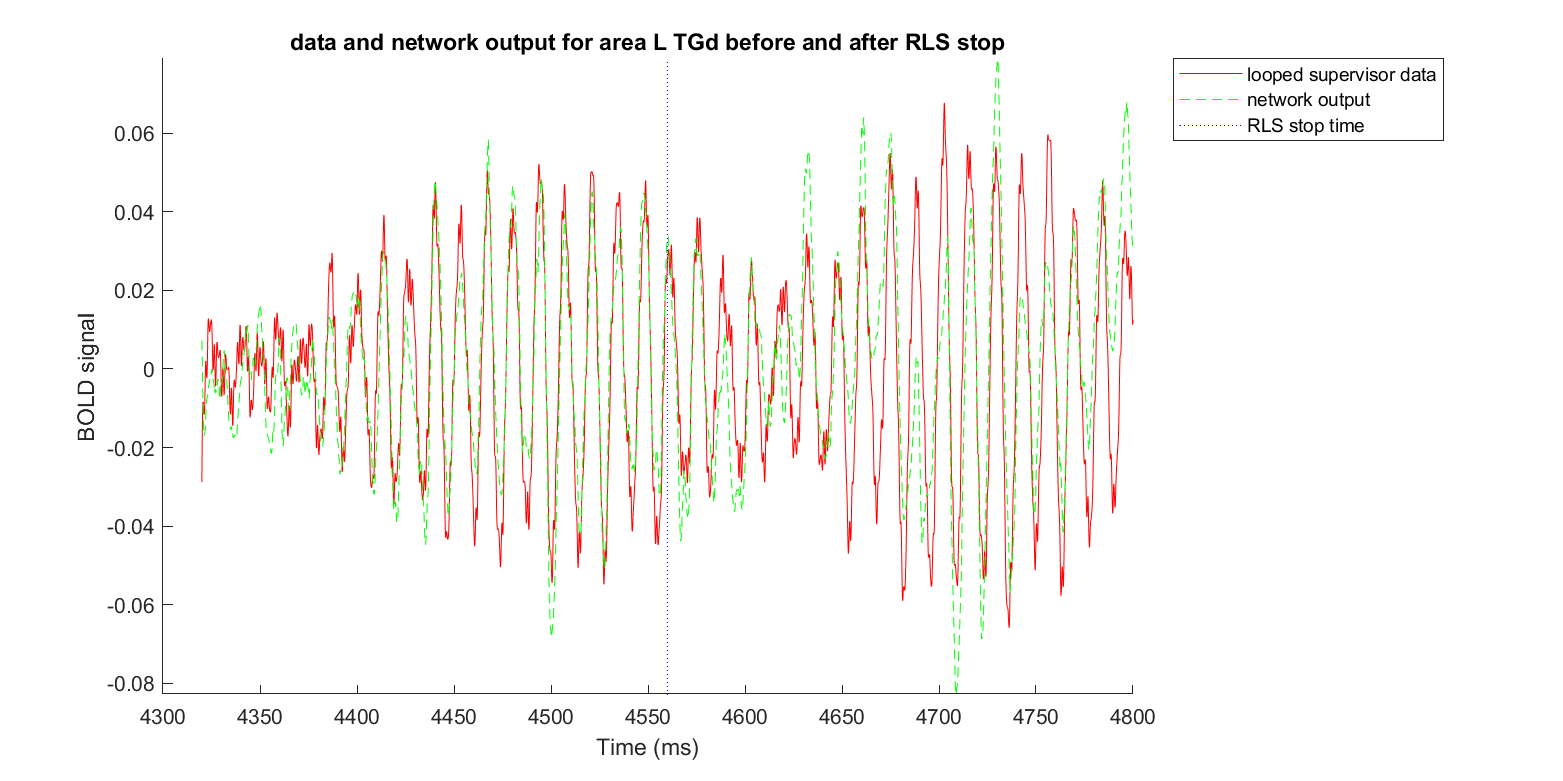 data and network output for area L TGd before and after RLS stop
looped supervisor data
network output
RLS stop time
BOLD signal
0.06
0.04
0.02
0
-0.02
-0.04
-0.06
-0.08
4300 4350 4400 4450 4500 4550 4600 4650 4700 4750 4800
Time (ms)